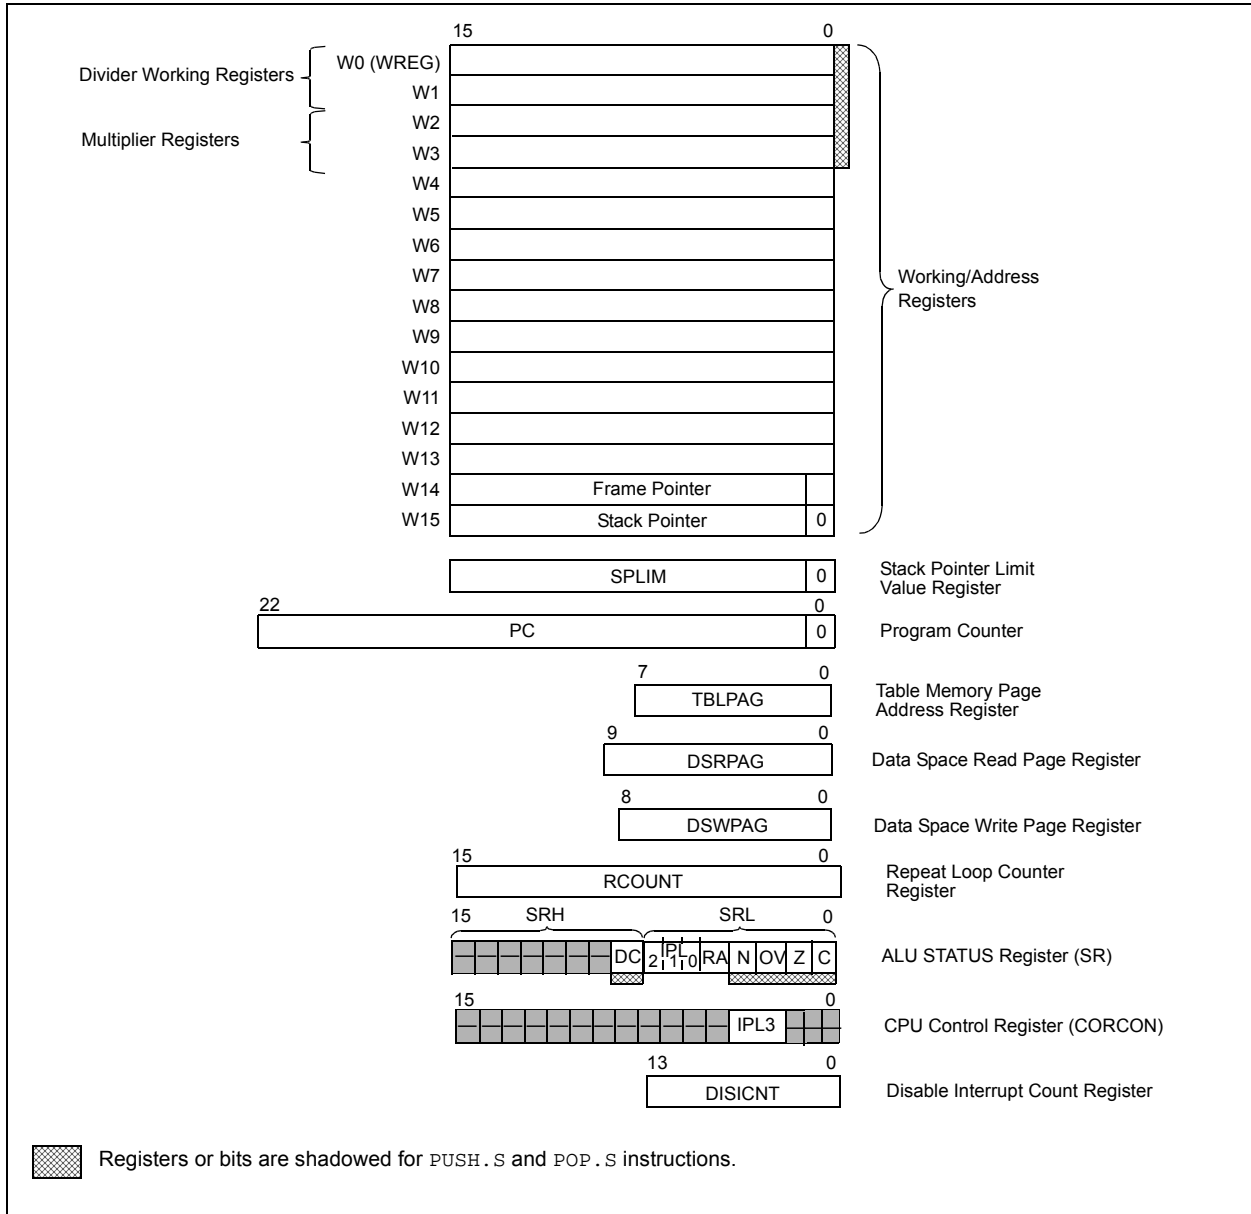 15 0
Divider Working Registers
W0 (WREG)
W1
Multiplier Registers
W2
W3
W4
W5
W6
W7
Working/Address
Registers
W8
W9
W10
W11
W12
W13
W14 Frame Pointer
W15 Stack Pointer 0
SPLIM 0
Stack Pointer Limit
Value Register
22 0
PC 0 Program Counter
7 0
TBLPAG
Table Memory Page
Address Register
9 0
DSRPAG Data Space Read Page Register
8 0
DSWPAG Data Space Write Page Register
15 0
RCOUNT
Repeat Loop Counter
Register
15 SRH SRL 0
— — — — — — — DC IPL 2 1 0 RA N OV Z C ALU STATUS Register (SR)
15 0
— — — — — — — — — — — — IPL3 — — — CPU Control Register (CORCON)
13 0
DISICNT Disable Interrupt Count Register
Registers or bits are shadowed for PUSH.S and POP.S instructions.